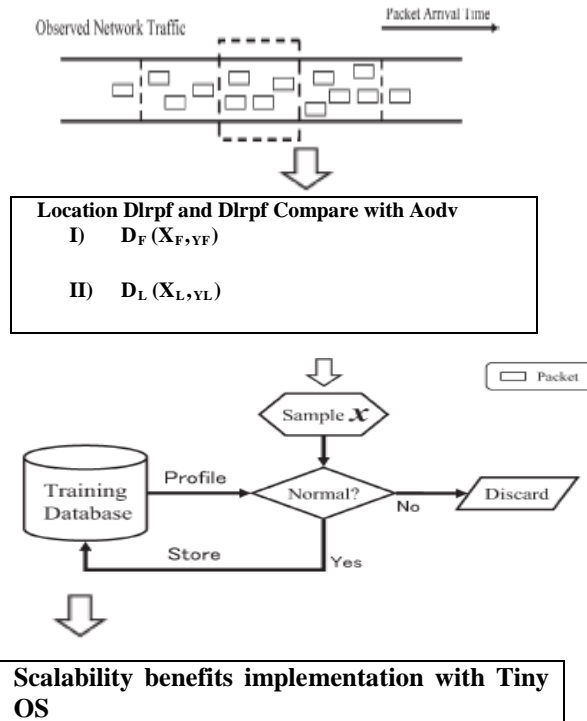 Packet Arrival Time
Observed Network Traffic
Location Dlrpf and Dlrpf Compare with Aodv
I) DF (XF,YF)
II) DL (XL,YL)
Packet
Sample x
Training
Database
Profile
Normal?
No
Discard
Store
Yes
Scalability benefits implementation with Tiny
OS